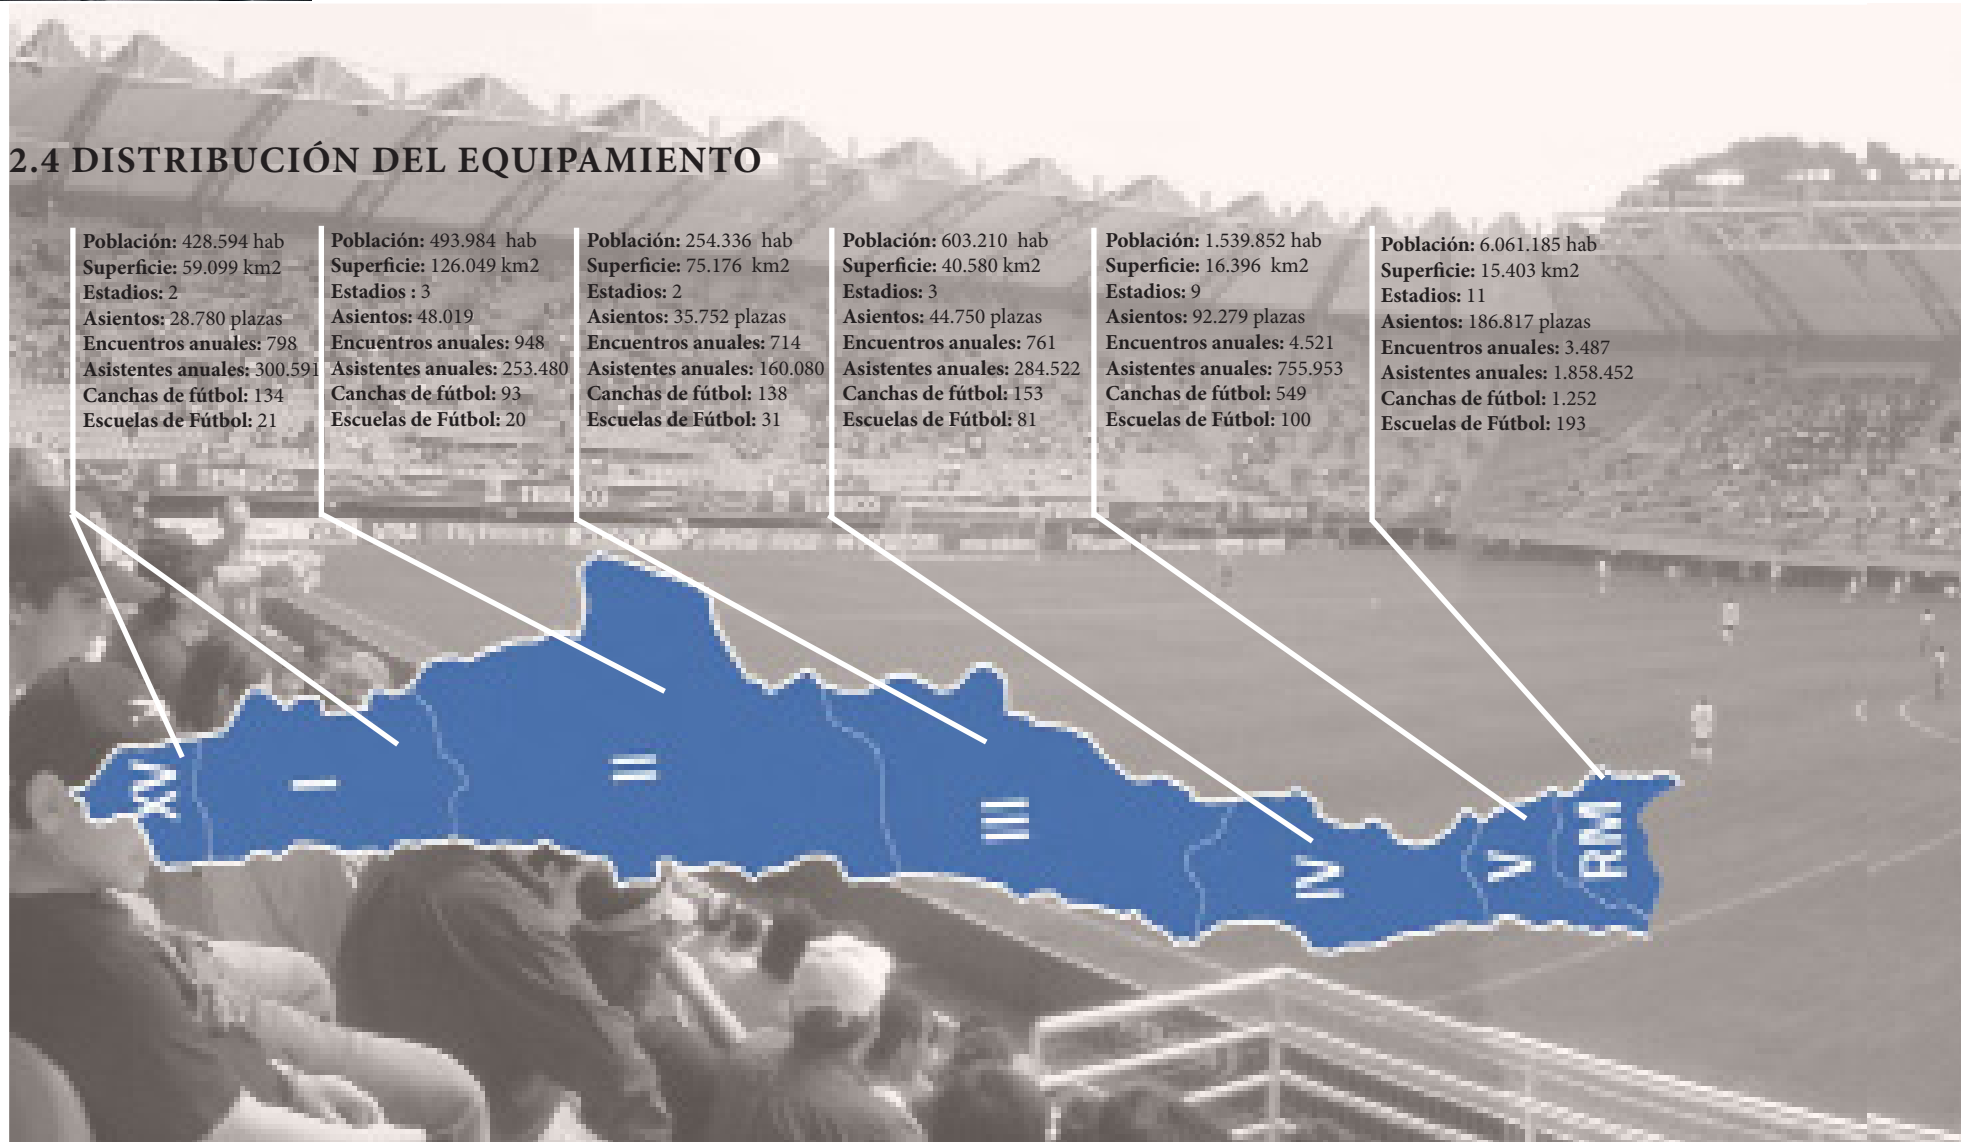 2.4 DISTRIBUCIÓN DEL EQUIPAMIENTO
Población: 428.594 hab
Superficie: 59.099 km2
Estadios: 2
Asientos: 28.780 plazas
Encuentros anuales: 798
Asistentes anuales: 300.591
Canchas de fútbol: 134
Escuelas de Fútbol: 21
Población: 493.984 hab
Superficie: 126.049 km2
Estadios : 3
Asientos: 48.019
Encuentros anuales: 948
Asistentes anuales: 253.480
Canchas de fútbol: 93
Escuelas de Fútbol: 20
Población: 254.336 hab
Superficie: 75.176 km2
Estadios: 2
Asientos: 35.752 plazas
Encuentros anuales: 714
Asistentes anuales: 160.080
Canchas de fútbol: 138
Escuelas de Fútbol: 31
Población: 603.210 hab
Superficie: 40.580 km2
Estadios: 3
Asientos: 44.750 plazas
Encuentros anuales: 761
Asistentes anuales: 284.522
Canchas de fútbol: 153
Escuelas de Fútbol: 81
Población: 1.539.852 hab
Superficie: 16.396 km2
Estadios: 9
Asientos: 92.279 plazas
Encuentros anuales: 4.521
Asistentes anuales: 755.953
Canchas de fútbol: 549
Escuelas de Fútbol: 100
Población: 6.061.185 hab
Superficie: 15.403 km2
Estadios: 11
Asientos: 186.817 plazas
Encuentros anuales: 3.487
Asistentes anuales: 1.858.452
Canchas de fútbol: 1.252
Escuelas de Fútbol: 193
XV
I
II
III
IV
V
RM